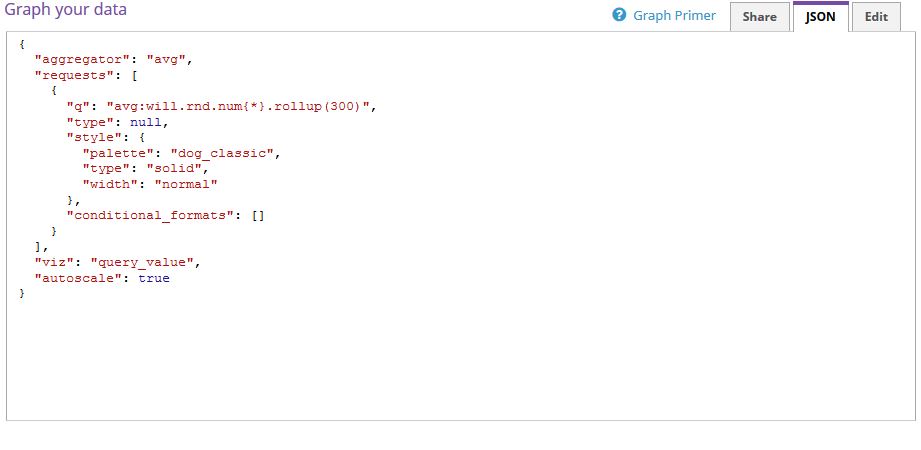 Graph your data
? Graph Primer Share JSON Edit
{
  "aggregator": "avg",
  "requests": [
    {
      "q": "avg:will.rnd.num{*}.rollup(300)",
      "type": null,
      "style": {
        "palette": "dog_classic",
        "type": "solid",
        "width": "normal"
      },
      "conditional_formats": []
    }
  ],
  "viz": "query_value",
  "autoscale": true
}